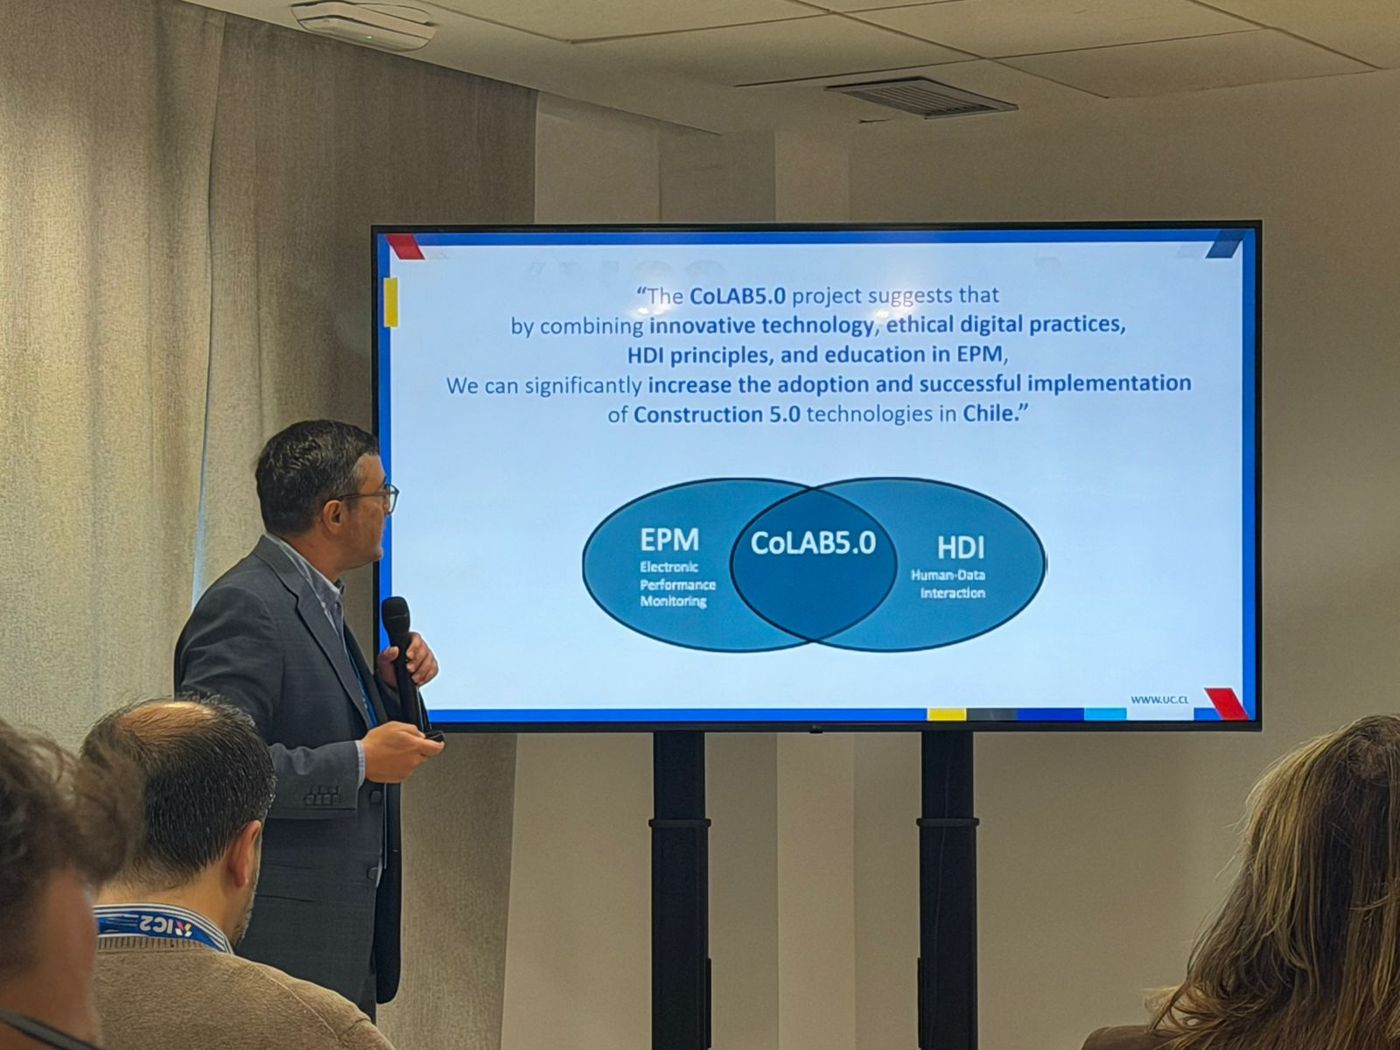 “The CoLAB5.0 project suggests that
by combining innovative technology, ethical digital practices,
HDI principles, and education in EPM,
We can significantly increase the adoption and successful implementation
of Construction 5.0 technologies in Chile.”
EPM
Electronic
Performance
Monitoring
CoLAB5.0
HDI
Human-Data
Interaction
WWW.UC.CL